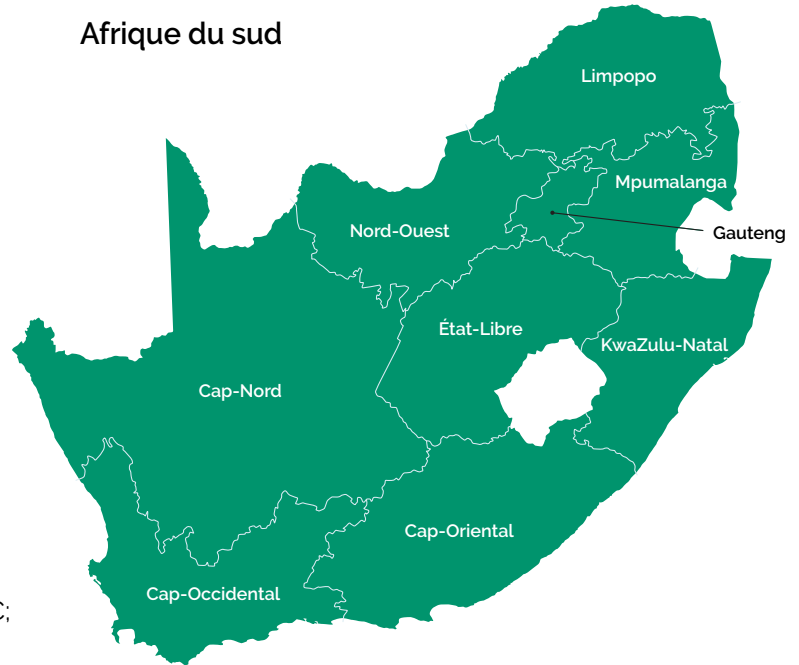 Afrique du sud
Limpopo
Mpumalanga
Nord-Ouest
Gauteng
État-Libre
KwaZulu-Natal
Cap-Nord
Cap-Oriental
Cap-Occidental